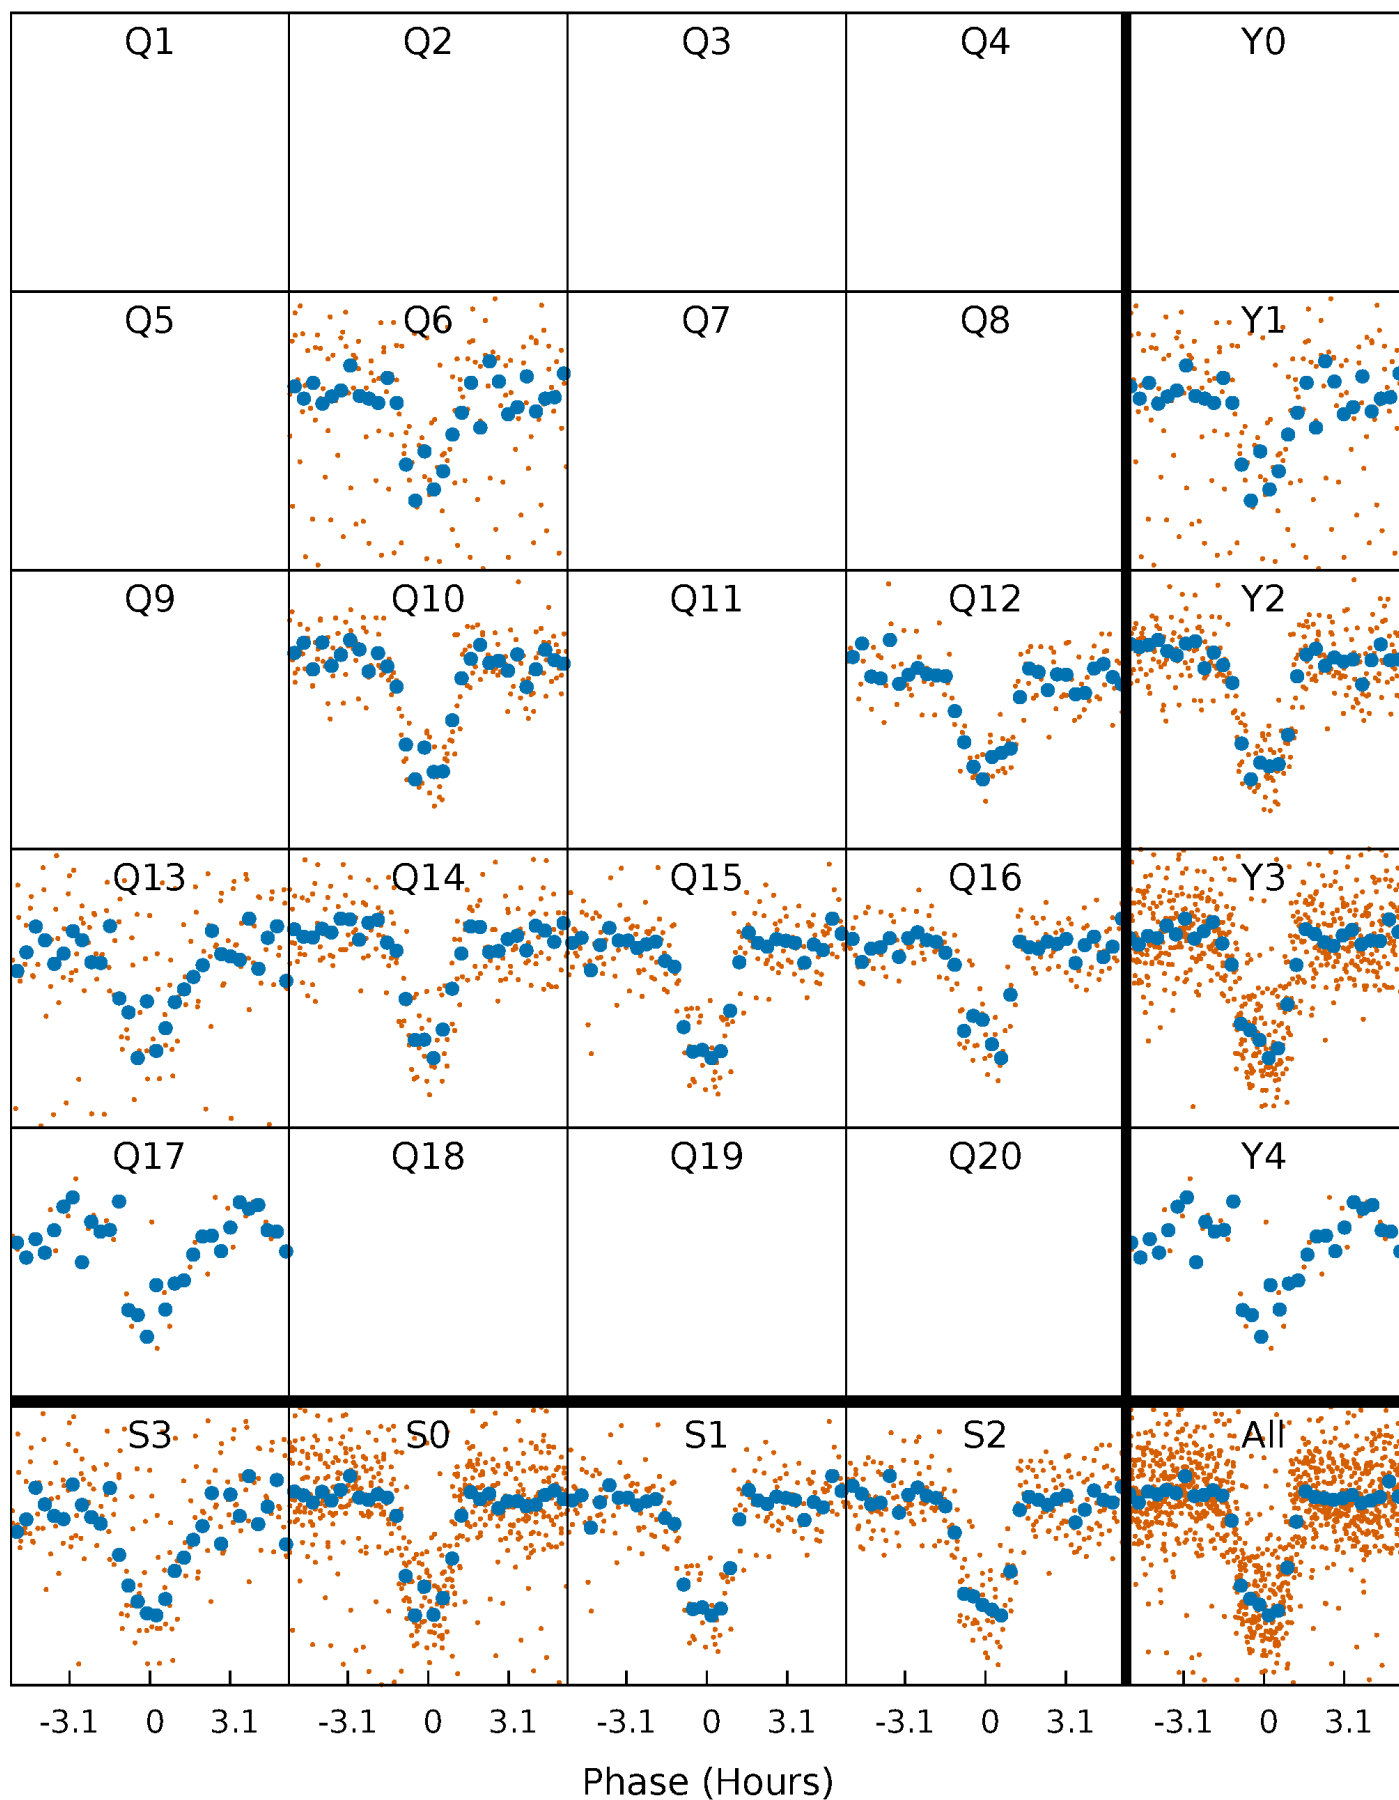 Q1 Q2 Q3 Q4 Y0
Q5 Q6 Q7 Q8 Y1
Q9 Q10 Q11 Q12 Y2
Q13 Q14 Q15 Q16 Y3
Q17 Q18 Q19 Q20 Y4
S3 S0 S1 S2 All
-3.1 0 3.1 -3.1 0 3.1 -3.1 0 3.1 -3.1 0 3.1 -3.1 0 3.1
Phase (Hours)